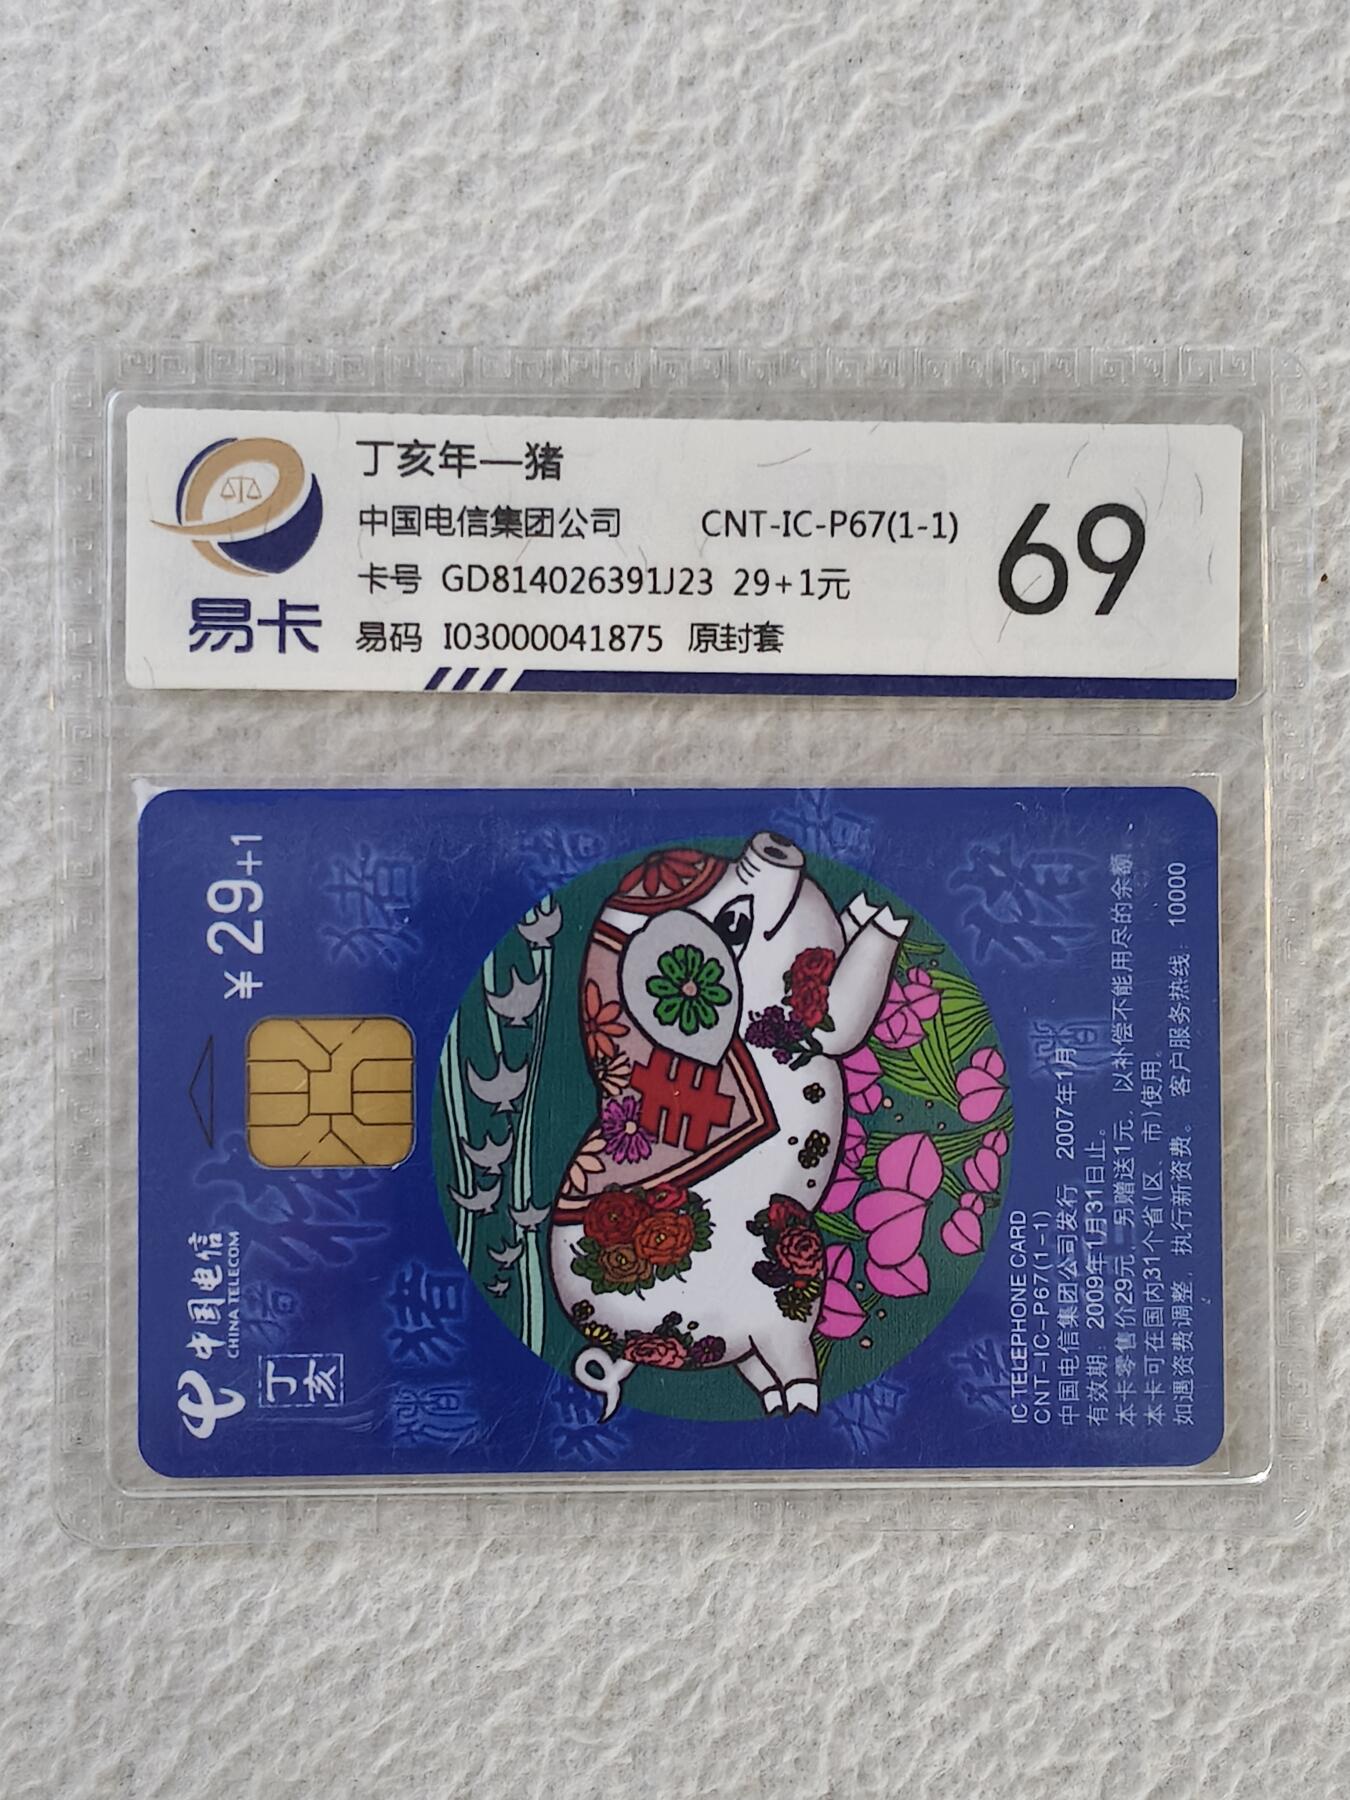 丁亥年—猪
中国电信集团公司 CNT-IC-P67(1-1)
卡号 GD814026391J23 29+1元
易码 I03000041875 原封套
易卡
69
¥29+1
中国电信
CHINA TELECOM
丁亥
猪
猪
猪
猪
IC TELEPHONE CARD
CNT-IC-P67(1-1)
中国电信集团公司发行 2007年1月
有效期：2009年1月31日止。
本卡零售价29元，另赠送1元，以补偿不能用尽的余额。
本卡可在国内31个省(区、市)使用。
如遇资费调整，执行新资费。 客户服务热线：10000